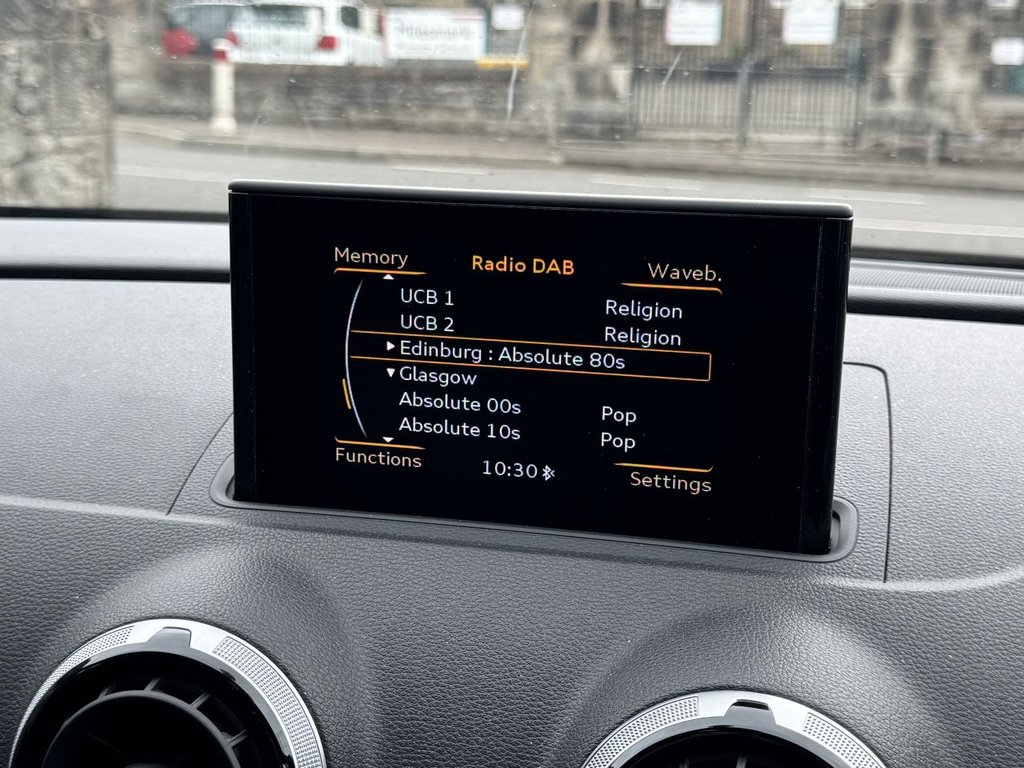 Memory Radio DAB Waveb.
UCB 1 Religion
UCB 2 Religion
Edinburg : Absolute 80s
Glasgow
Absolute 00s Pop
Absolute 10s Pop
Functions 10:30 Settings